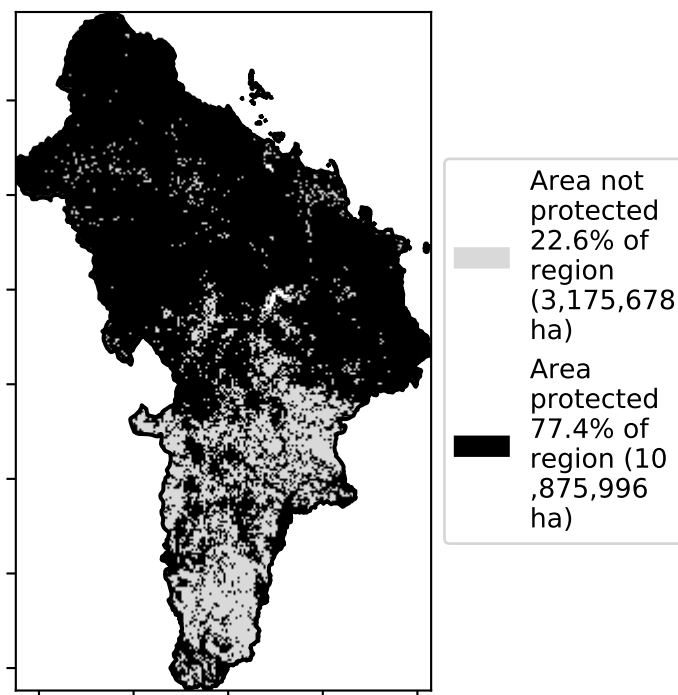 Area not
protected
22.6% of
region
(3,175,678
ha)
Area
protected
77.4% of
region (10
,875,996
ha)